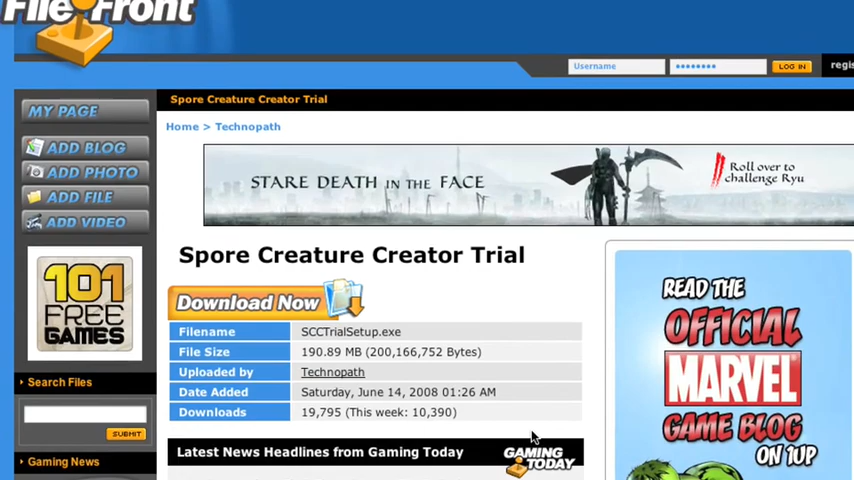 FileFront
Username
••••••••
LOG IN
regis
MY PAGE
Spore Creature Creator Trial
Home > Technopath
ADD BLOG
ADD PHOTO
ADD FILE
ADD VIDEO
STARE DEATH IN THE FACE
Roll over to
challenge Ryu
Spore Creature Creator Trial
Download Now
101
FREE
GAMES
Filename SCCTrialSetup.exe
File Size 190.89 MB (200,166,752 Bytes)
Uploaded by Technopath
Date Added Saturday, June 14, 2008 01:26 AM
Downloads 19,795 (This week: 10,390)
READ THE
OFFICIAL
MARVEL
GAME BLOG
ON 1UP
Search Files
SUBMIT
Gaming News
Latest News Headlines from Gaming Today
GAMING
TODAY